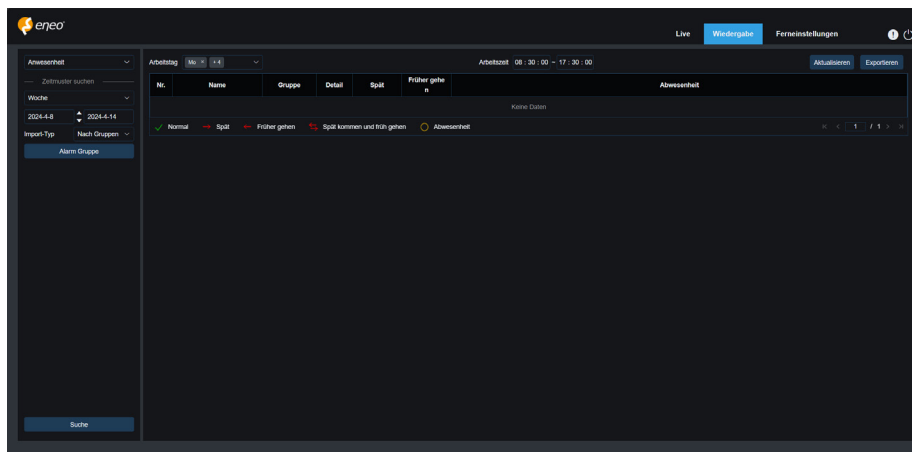 eneo
Live Wiedergabe Ferneinstellungen
Anwesenheit
Zeitmuster suchen
Woche
2024-4-8 2024-4-14
Import-Typ Nach Gruppen
Alarm Gruppe
Suche
Arbeitstag Mo × + 4 Arbeitszeit 08 : 30 : 00 - 17 : 30 : 00 Aktualisieren Exportieren
Nr. Name Gruppe Detail Spät Früher gehe
n Abwesenheit
Keine Daten
Normal Spät Früher gehen Spät kommen und früh gehen Abwesenheit
1 / 1